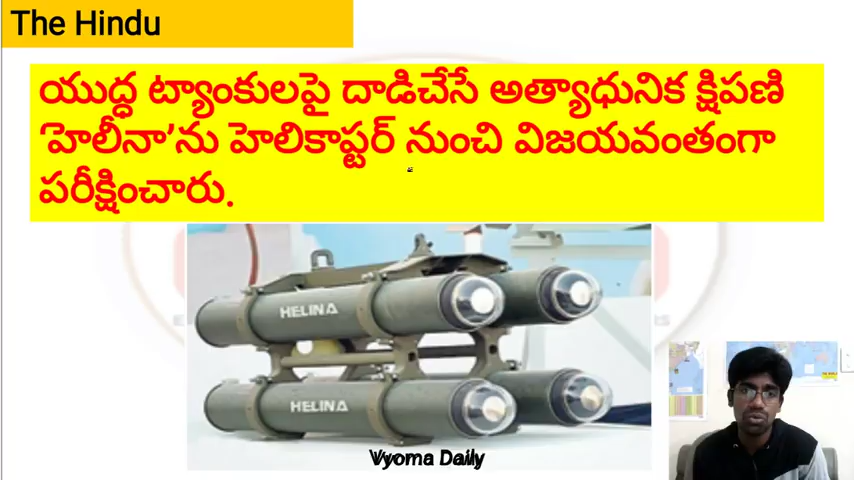 The Hindu
యుద్ధ ట్యాంకులపై దాడిచేసే అత్యాధునిక క్షిపణి
‘హెలీనా’ను హెలికాప్టర్ నుంచి విజయవంతంగా
పరీక్షించారు.
HELINA
HELINA
Vyoma Daily